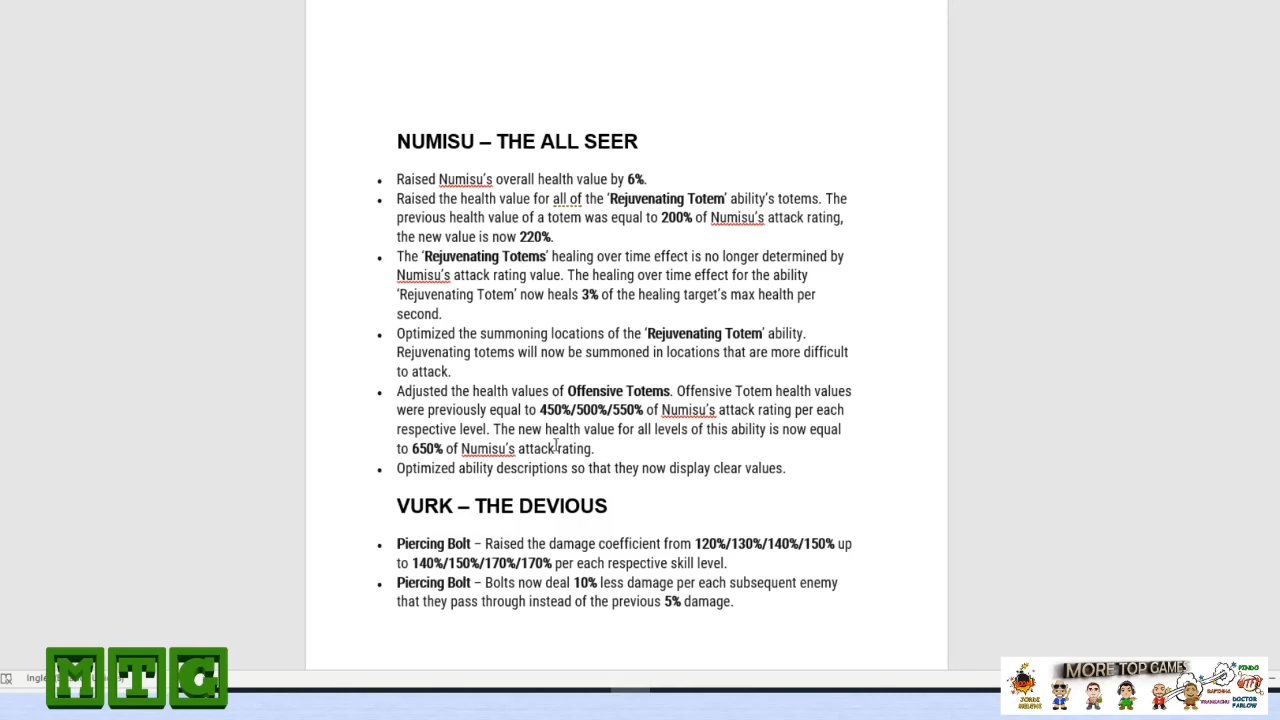 NUMISU – THE ALL SEER
Raised Numisu's overall health value by 6%.
Raised the health value for all of the 'Rejuvenating Totem' ability's totems. The
previous health value of a totem was equal to 200% of Numisu's attack rating,
the new value is now 220%.
The 'Rejuvenating Totems' healing over time effect is no longer determined by
Numisu's attack rating value. The healing over time effect for the ability
'Rejuvenating Totem' now heals 3% of the healing target's max health per
second.
Optimized the summoning locations of the 'Rejuvenating Totem' ability.
Rejuvenating totems will now be summoned in locations that are more difficult
to attack.
Adjusted the health values of Offensive Totems. Offensive Totem health values
were previously equal to 450%/500%/550% of Numisu's attack rating per each
respective level. The new health value for all levels of this ability is now equal
to 650% of Numisu's attack rating.
Optimized ability descriptions so that they now display clear values.
VURK – THE DEVIOUS
Piercing Bolt – Raised the damage coefficient from 120%/130%/140%/150% up
to 140%/150%/170%/170% per each respective skill level.
Piercing Bolt – Bolts now deal 10% less damage per each subsequent enemy
that they pass through instead of the previous 5% damage.
MTG
MORE TOP GAMES
PINDO
JORGE
DOCTOR
FARLOW